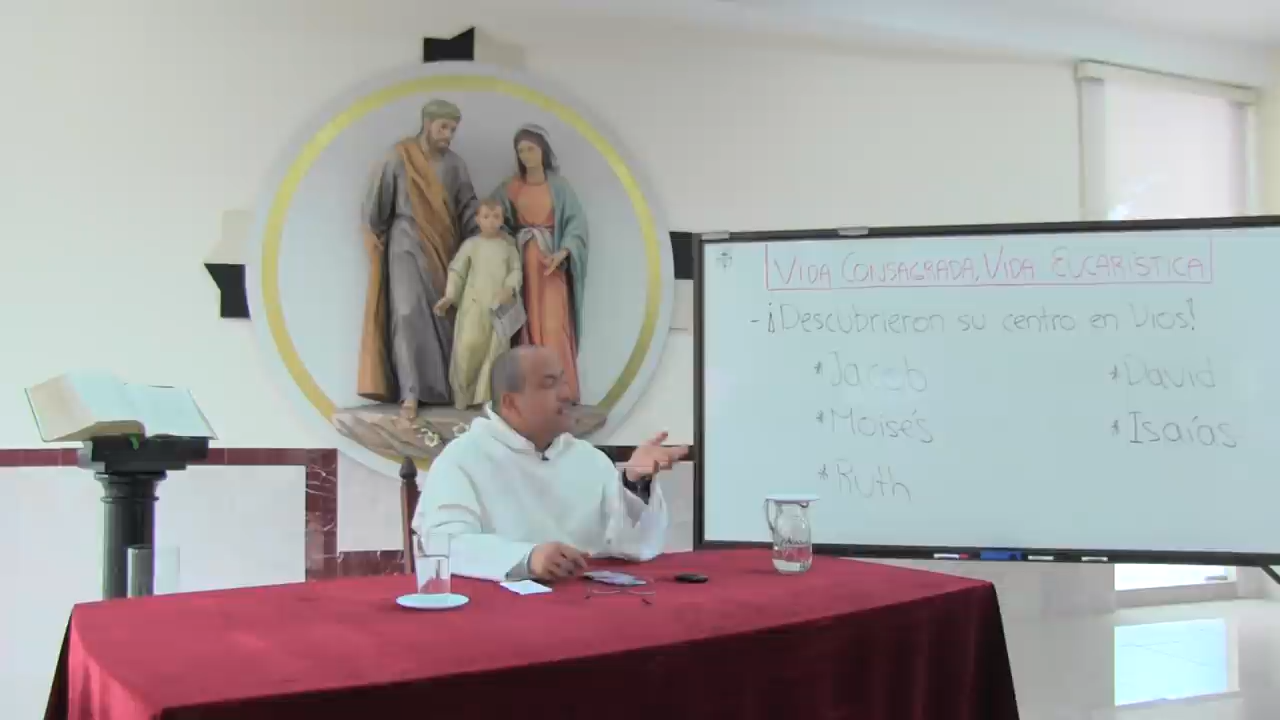 VIDA CONSAGRADA, VIDA EUCARÍSTICA
- ¡Descubrieron su centro en Dios!
* Jacob
* David
* Moisés
* Isaías
* Ruth